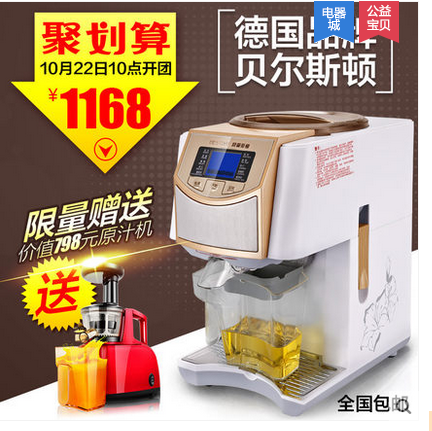 聚划算
10月22日10点开团
¥1168
德国品牌
贝尔斯顿
电器城
公益宝贝
限量赠送
价值798元原汁机
送
全国包邮